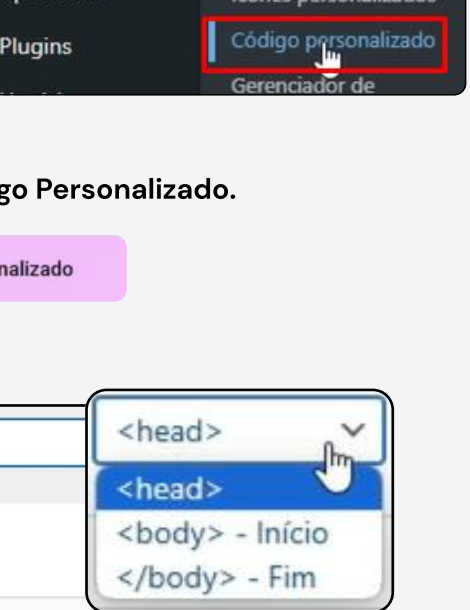 Plugins
Código personalizado
Gerenciador de
go Personalizado.
nalizado
<head>
<head>
<body> - Início
</body> - Fim